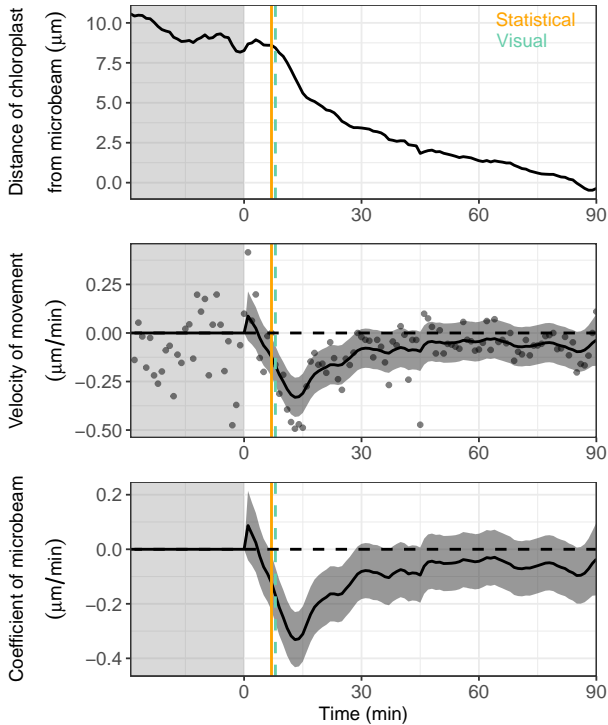 Distance of chloroplast
from microbeam (μm)
10.0
7.5
5.0
2.5
0.0
Statistical
Visual
0
30
60
90
Velocity of movement
(μm/min)
0.25
0.00
−0.25
−0.50
0
30
60
90
Coefficient of microbeam
(μm/min)
0.2
0.0
−0.2
−0.4
0
30
60
90
Time (min)